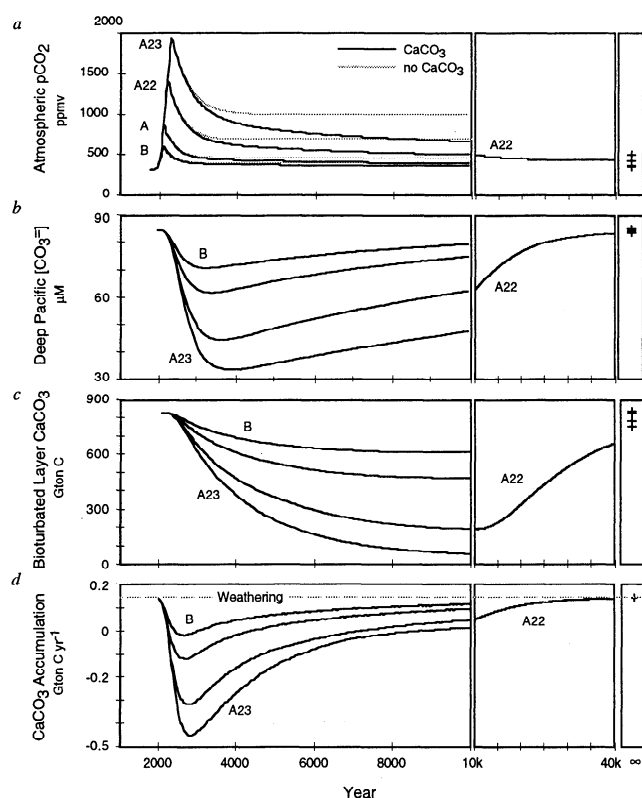 a
2000
1500
1000
500
0
Atmospheric pCO2
ppmv
A23
A22
A
B
CaCO3
no CaCO3
A22
b
90
60
30
Deep Pacific [CO3=]
µM
B
A23
A22
c
900
600
300
0
Bioturbated Layer CaCO3
Gton C
B
A23
A22
d
0.2
0
-0.2
-0.5
CaCO3 Accumulation
Gton C yr-1
Weathering
B
A23
A22
2000 4000 6000 8000 10k 40k ∞
Year